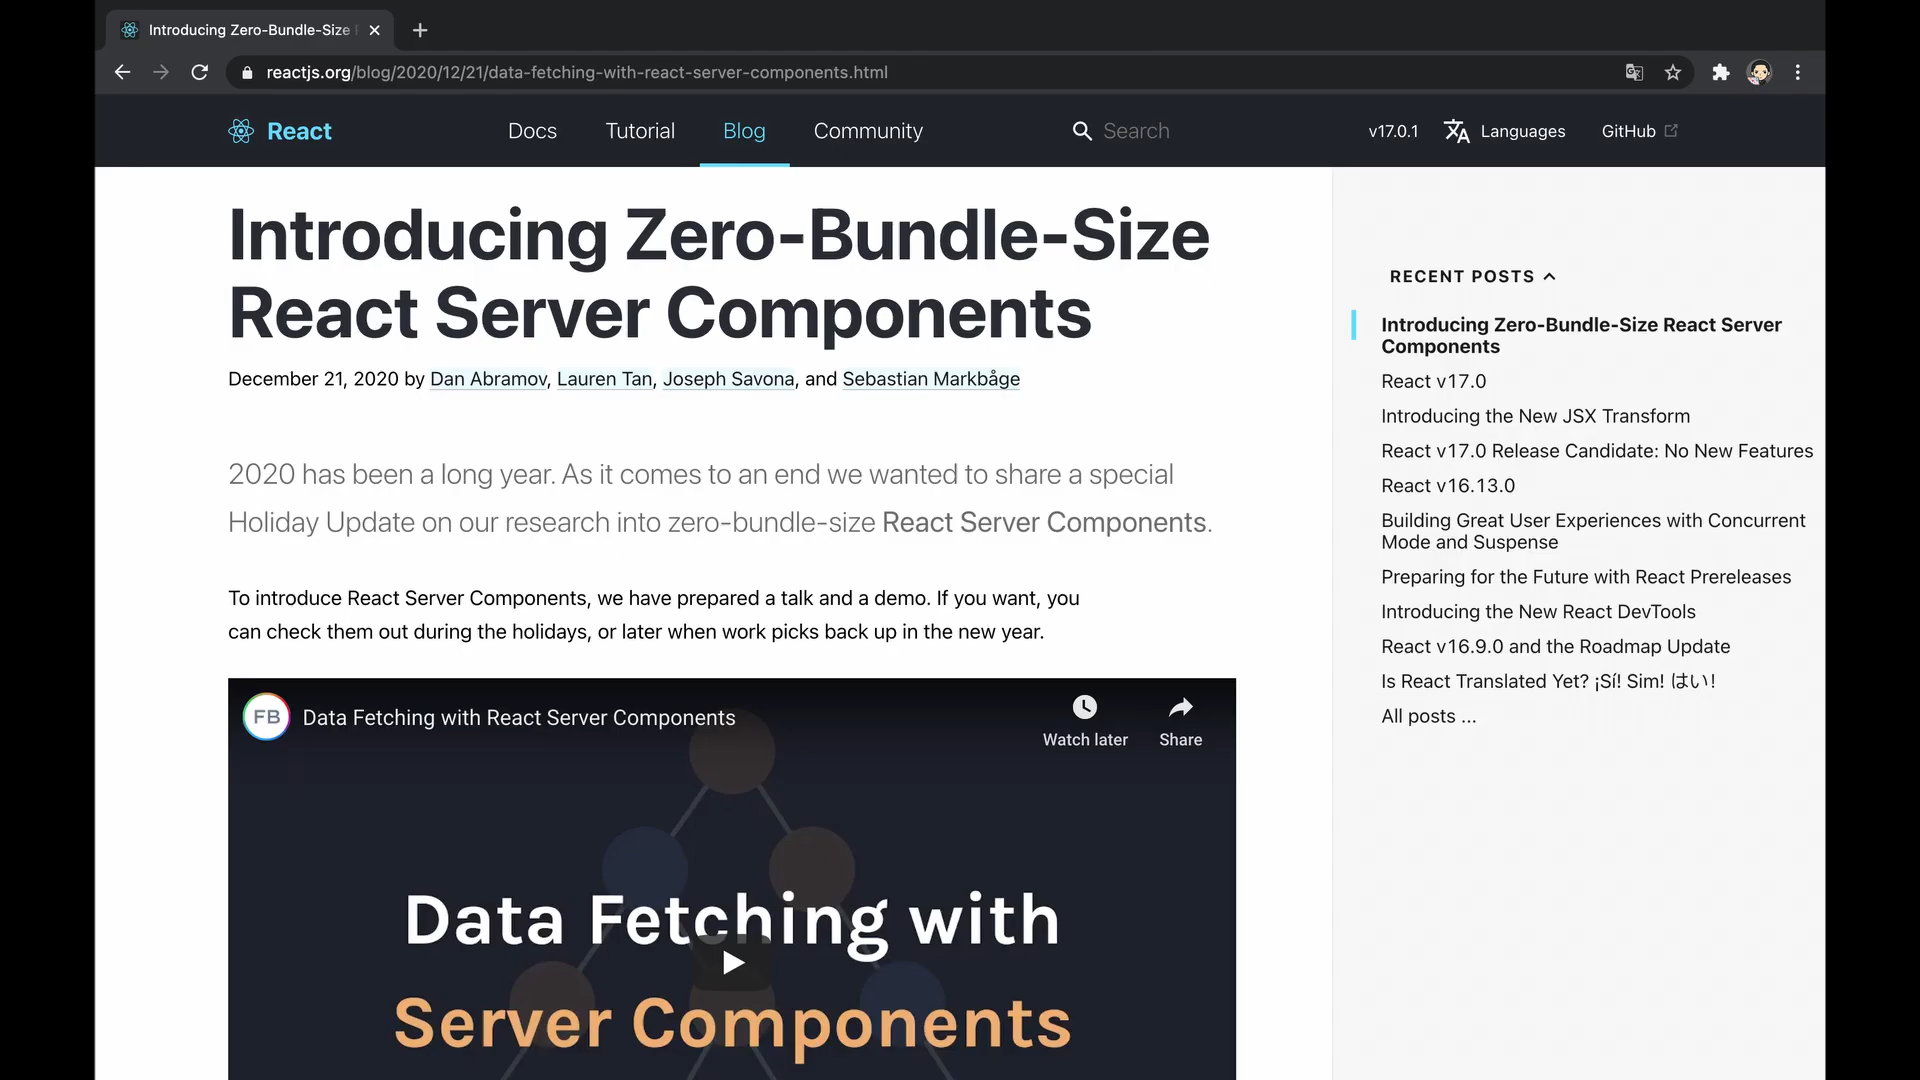 Introducing Zero-Bundle-Size
reactjs.org/blog/2020/12/21/data-fetching-with-react-server-components.html
React
Docs
Tutorial
Blog
Community
Search
v17.0.1
Languages
GitHub
Introducing Zero-Bundle-Size
React Server Components
December 21, 2020 by Dan Abramov, Lauren Tan, Joseph Savona, and Sebastian Markbåge
2020 has been a long year. As it comes to an end we wanted to share a special
Holiday Update on our research into zero-bundle-size React Server Components.
To introduce React Server Components, we have prepared a talk and a demo. If you want, you
can check them out during the holidays, or later when work picks back up in the new year.
FB
Data Fetching with React Server Components
Watch later
Share
Data Fetching with
Server Components
RECENT POSTS
Introducing Zero-Bundle-Size React Server
Components
React v17.0
Introducing the New JSX Transform
React v17.0 Release Candidate: No New Features
React v16.13.0
Building Great User Experiences with Concurrent
Mode and Suspense
Preparing for the Future with React Prereleases
Introducing the New React DevTools
React v16.9.0 and the Roadmap Update
Is React Translated Yet? ¡Sí! Sim! はい!
All posts ...